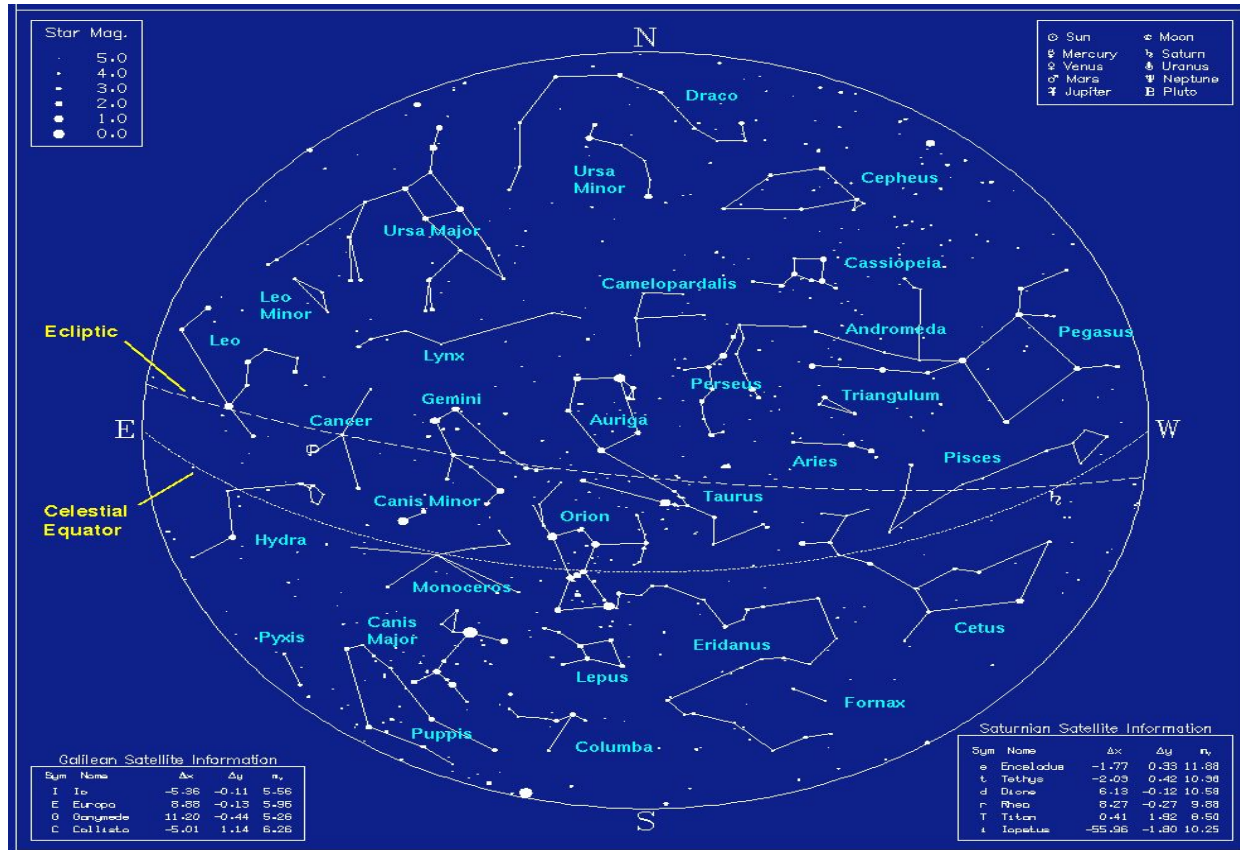 Star Mag.
5.0
4.0
3.0
2.0
1.0
0.0
N
Sun Moon
Mercury Saturn
Venus Uranus
Mars Neptune
Jupiter Pluto
Draco
Ursa
Minor
Cepheus
Ursa Major
Cassiopeia
Camelopardalis
Leo
Minor
Ecliptic
Leo
Lynx
Andromeda
Pegasus
Perseus
Triangulum
Gemini
Cancer
Auriga
E
W
Aries
Pisces
Canis Minor
Taurus
Celestial
Equator
Orion
Hydra
Monoceros
Canis
Major
Pyxis
Eridanus
Cetus
Lepus
Fornax
Puppis
Columba
S
Galilean Satellite Information
Sym Name Δx Δy mᵥ
I Io -5.36 -0.11 5.56
E Europa 8.88 -0.13 5.95
G Ganymede 11.20 -0.44 5.26
C Callisto -5.01 1.14 6.26
Saturnian Satellite Information
Sym Name Δx Δy mᵥ
e Enceladus -1.77 0.33 11.88
t Tethys -2.09 0.42 10.38
d Dione 6.13 -0.12 10.58
r Rhea 8.27 -0.27 9.88
T Titan 0.41 1.92 8.50
i Iapetus -55.96 -1.80 10.25